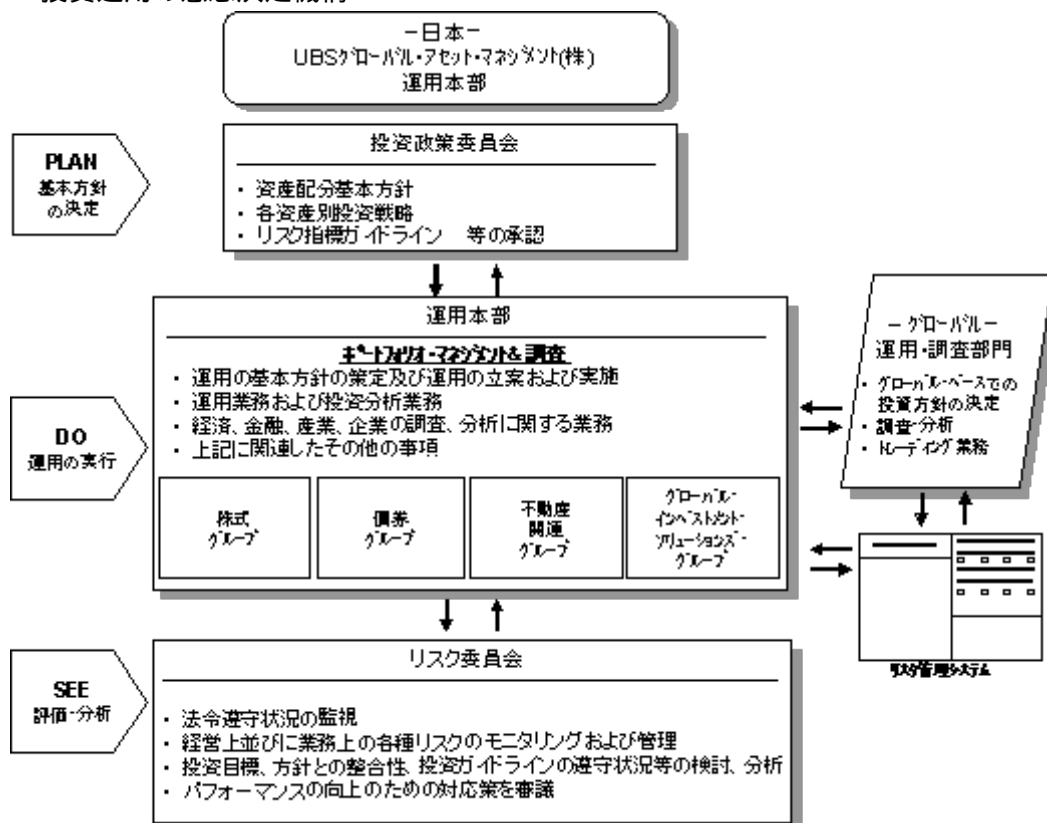 －日本－
UBSｸﾞﾛｰﾊﾞﾙ・ｱｾｯﾄ・ﾏﾈｼﾞﾒﾝﾄ(株)
運用本部
PLAN
基本方針
の決定
投資政策委員会
・ 資産配分基本方針
・ 各資産別投資戦略
・ リスク指標ガイドライン　等の承認
DO
運用の実行
運用本部
ﾎﾟｰﾄﾌｫﾘｵ・ﾏﾈｼﾞﾒﾝﾄ& 調査
・ 運用の基本方針の策定及び運用の立案および実施
・ 運用業務および投資分析業務
・ 経済、金融、産業、企業の調査、分析に関する業務
・ 上記に関連したその他の事項
株式
ｸﾞﾙｰﾌﾟ
債券
ｸﾞﾙｰﾌﾟ
不動産
関連
ｸﾞﾙｰﾌﾟ
ｸﾞﾛｰﾊﾞﾙ・
ｲﾝﾍﾞｽﾄﾒﾝﾄ・
ｿﾘｭｰｼｮﾝｽﾞ・
ｸﾞﾙｰﾌﾟ
－ ｸﾞﾛｰﾊﾞﾙ－
運用・調査部門
・ ｸﾞﾛｰﾊﾞﾙ・ﾍﾞｰｽでの
投資方針の決定
・ 調査・分析
・ ﾄﾚｰﾃﾞｨﾝｸﾞ業務
ﾘｽｸ管理ｼｽﾃﾑ
SEE
評価・分析
リスク委員会
・ 法令遵守状況の監視
・ 経営上並びに業務上の各種リスクのモニタリングおよび管理
・ 投資目標、方針との整合性、投資ガイドラインの遵守状況等の検討、分析
・ パフォーマンスの向上のための対応策を審議